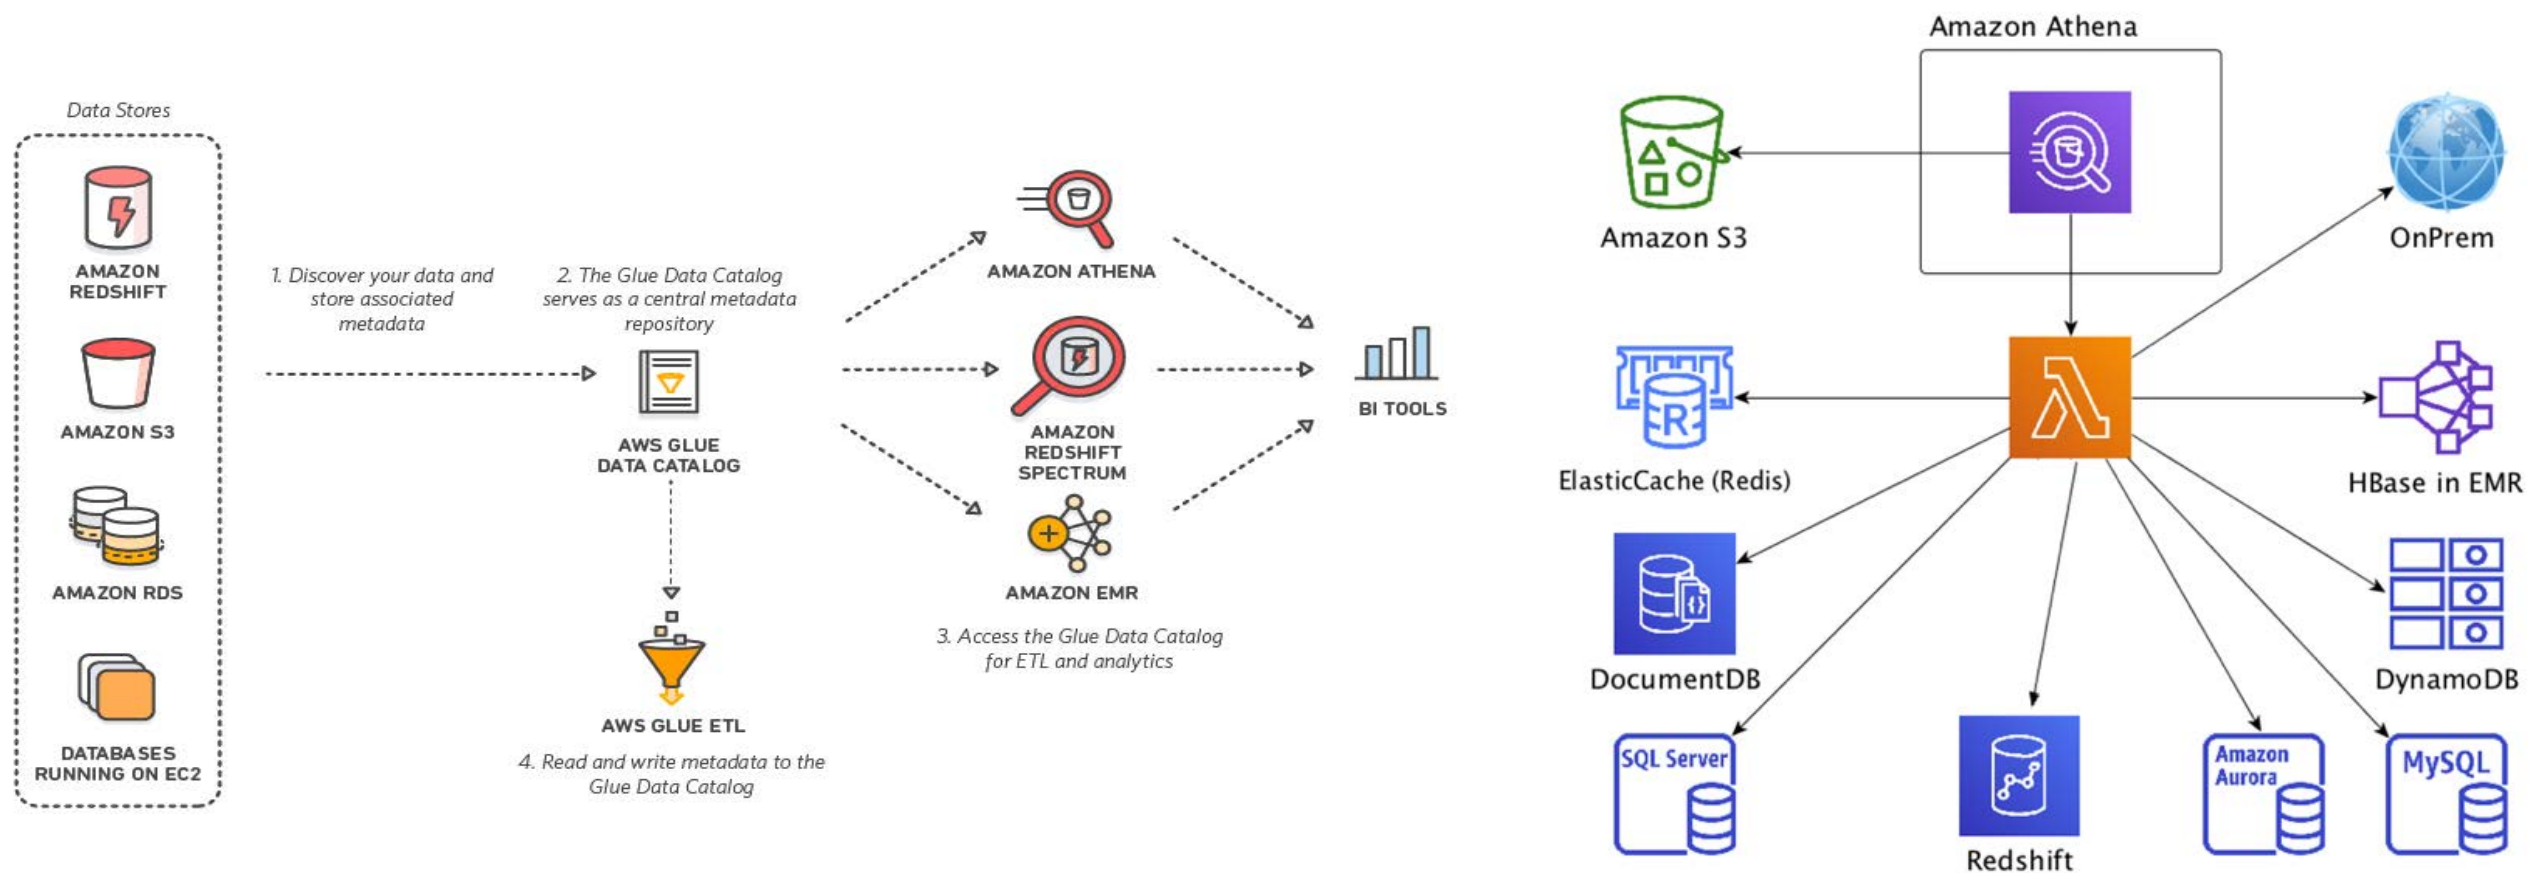 Data Stores
AMAZON
REDSHIFT
AMAZON S3
AMAZON RDS
DATABASES
RUNNING ON EC2
1. Discover your data and
store associated
metadata
2. The Glue Data Catalog
serves as a central metadata
repository
AWS GLUE
DATA CATALOG
AWS GLUE ETL
4. Read and write metadata to the
Glue Data Catalog
AMAZON ATHENA
AMAZON
REDSHIFT
SPECTRUM
AMAZON EMR
3. Access the Glue Data Catalog
for ETL and analytics
BI TOOLS
Amazon Athena
Amazon S3
OnPrem
R
ElasticCache (Redis)
HBase in EMR
DocumentDB
DynamoDB
SQL Server
Redshift
Amazon
Aurora
MySQL